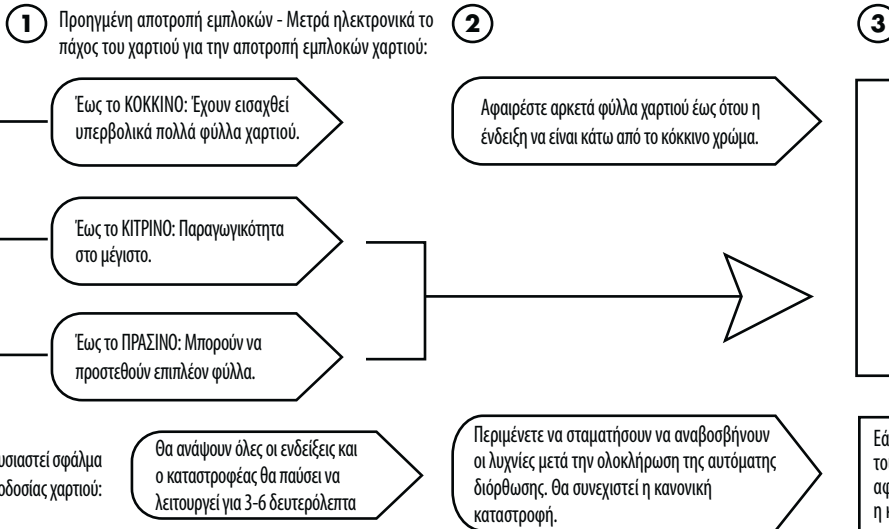 1
Προηγμένη αποτροπή εμπλοκών - Μετρά ηλεκτρονικά το
πάχος του χαρτιού για την αποτροπή εμπλοκών χαρτιού:
2
3
Έως το ΚΟΚΚΙΝΟ: Έχουν εισαχθεί
υπερβολικά πολλά φύλλα χαρτιού.
Αφαιρέστε αρκετά φύλλα χαρτιού έως ότου η
ένδειξη να είναι κάτω από το κόκκινο χρώμα.
Έως το ΚΙΤΡΙΝΟ: Παραγωγικότητα
στο μέγιστο.
Έως το ΠΡΑΣΙΝΟ: Μπορούν να
προστεθούν επιπλέον φύλλα.
σφάλμα
χαρτιού:
Θα ανάψουν όλες οι ενδείξεις και
ο καταστροφέας θα παύσει να
λειτουργεί για 3-6 δευτερόλεπτα
Περιμένετε να σταματήσουν να αναβοσβήνουν
οι λυχνίες μετά την ολοκλήρωση της αυτόματης
διόρθωσης. Θα συνεχιστεί η κανονική
καταστροφή.